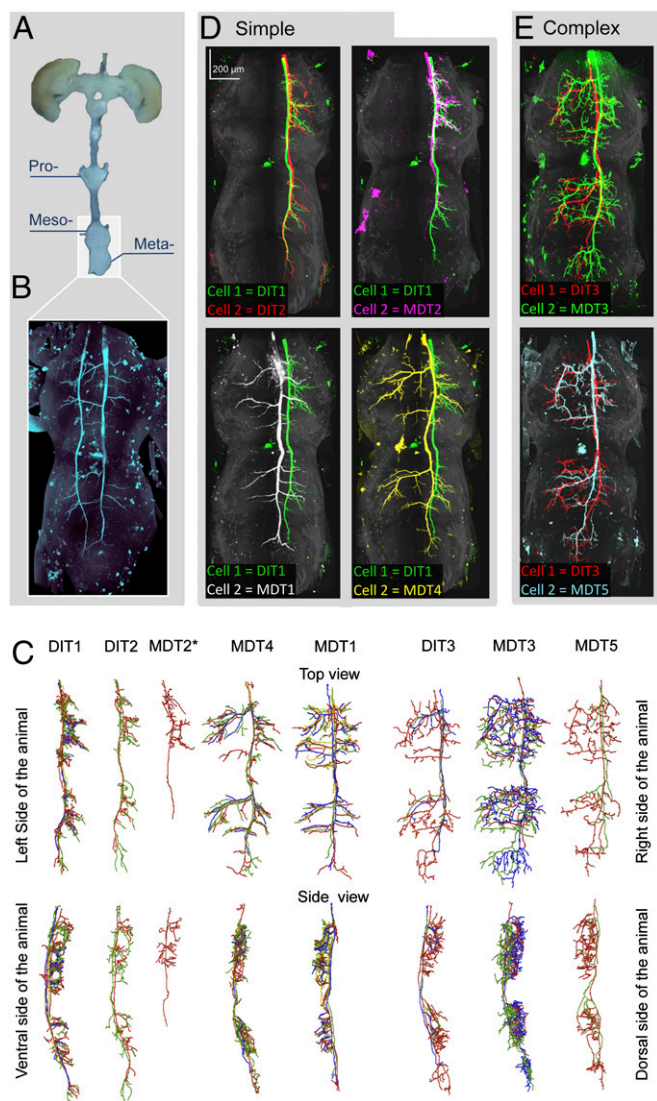 A
Pro-
Meso-
Meta-
B
D Simple
200 µm
Cell 1 = DIT1
Cell 2 = DIT2
Cell 1 = DIT1
Cell 2 = MDT2
Cell 1 = DIT1
Cell 2 = MDT1
Cell 1 = DIT1
Cell 2 = MDT4
E Complex
Cell 1 = DIT3
Cell 2 = MDT3
Cell 1 = DIT3
Cell 2 = MDT5
C
DIT1 DIT2 MDT2* MDT4 MDT1 DIT3 MDT3 MDT5
Top view
Left Side of the animal
Right side of the animal
Side view
Ventral side of the animal
Dorsal side of the animal